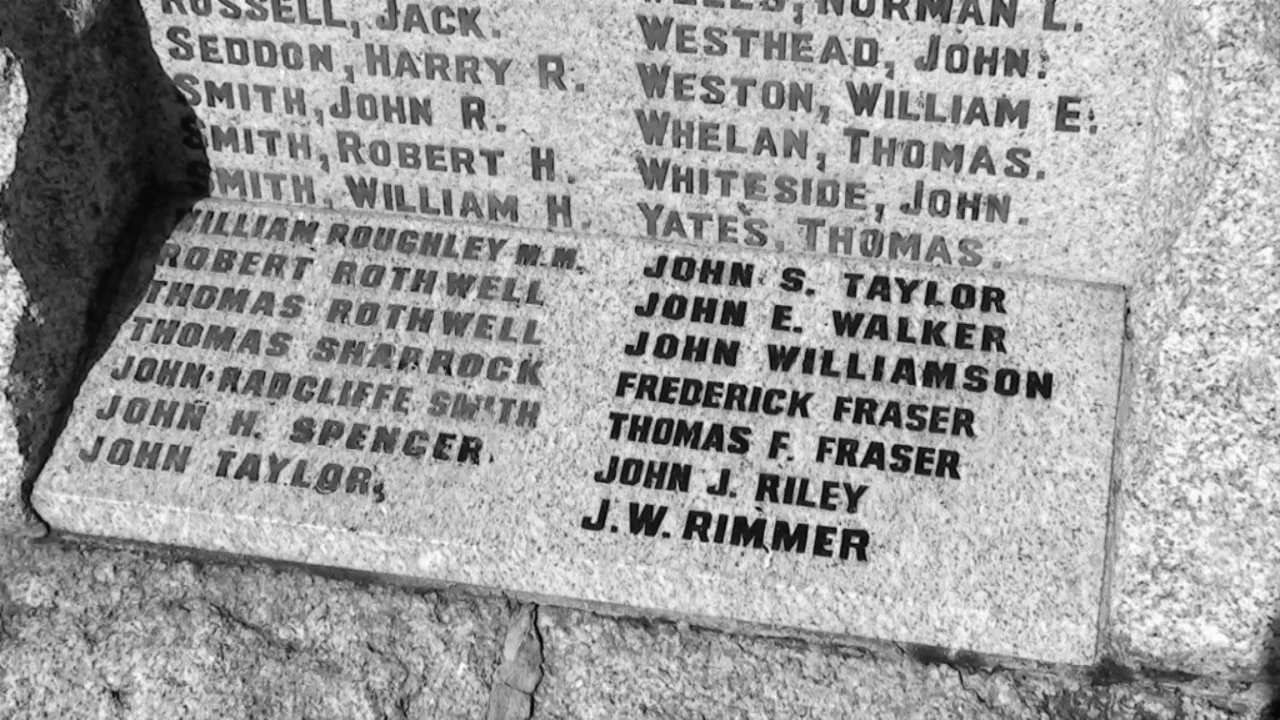 RUSSELL, JACK.
SEDDON, HARRY R.
SMITH, JOHN R.
SMITH, ROBERT H.
SMITH, WILLIAM H.
WELLS, NORMAN L.
WESTHEAD, JOHN.
WESTON, WILLIAM E.
WHELAN, THOMAS.
WHITESIDE, JOHN.
YATES, THOMAS.
WILLIAM ROUGHLEY M.M.
ROBERT ROTHWELL
THOMAS ROTHWELL
THOMAS SHARROCK
JOHN RADCLIFFE SMITH
JOHN H. SPENCER.
JOHN TAYLOR,
JOHN S. TAYLOR
JOHN E. WALKER
JOHN WILLIAMSON
FREDERICK FRASER
THOMAS F. FRASER
JOHN J. RILEY
J.W. RIMMER